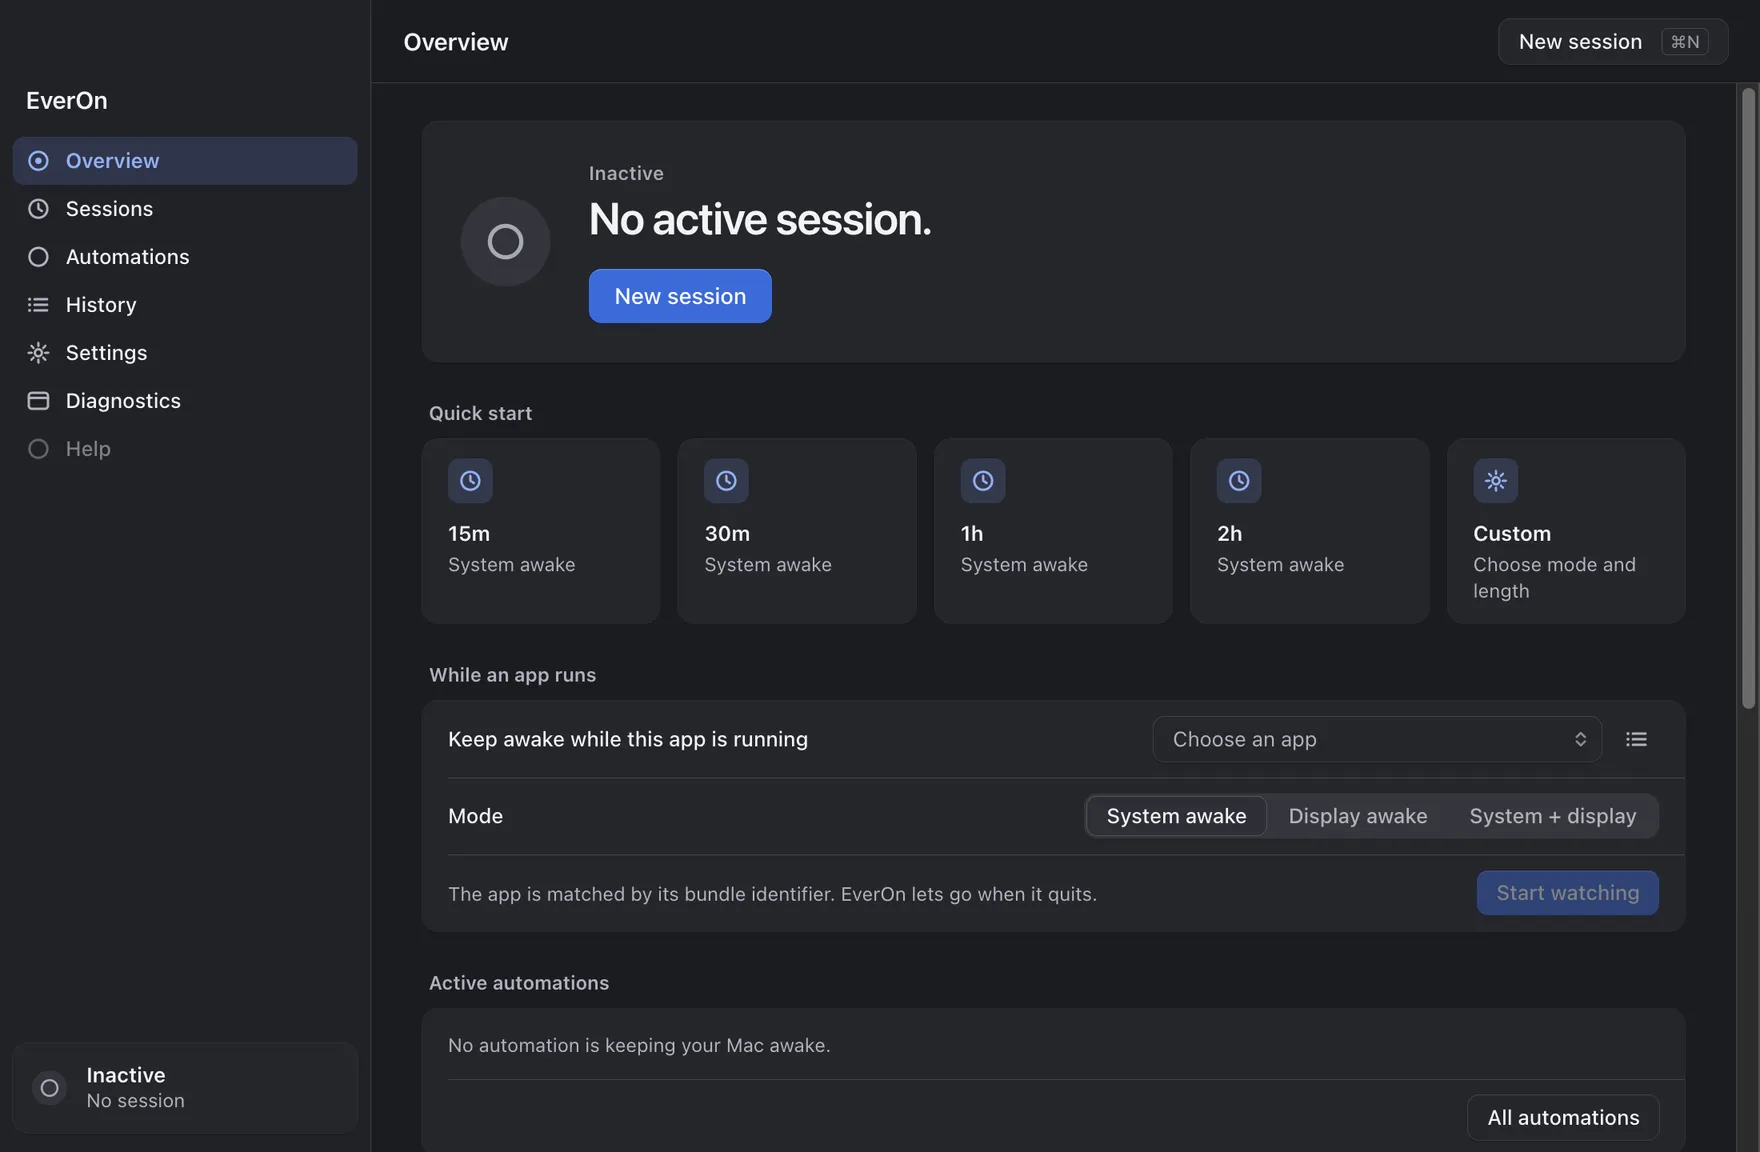 Overview
New session ⌘N
EverOn
Overview
Sessions
Automations
History
Settings
Diagnostics
Help
Inactive
No session
Inactive
No active session.
New session
Quick start
15m
System awake
30m
System awake
1h
System awake
2h
System awake
Custom
Choose mode and
length
While an app runs
Keep awake while this app is running
Choose an app
Mode
System awake
Display awake
System + display
The app is matched by its bundle identifier. EverOn lets go when it quits.
Start watching
Active automations
No automation is keeping your Mac awake.
All automations